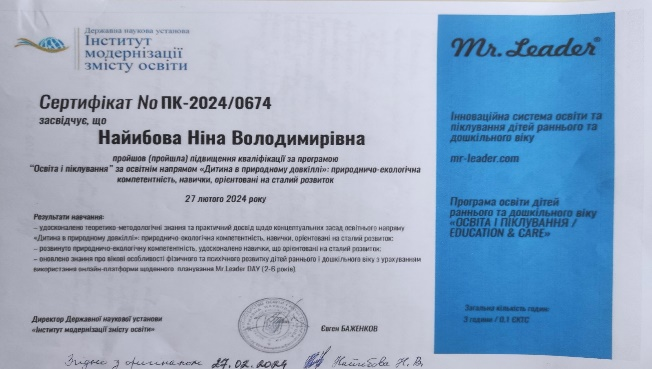 Державна наукова установа
Інститут
модернізації
змісту освіти
Сертифікат No ПК-2024/0674
засвідчує, що
Найибова Ніна Володимирівна
пройшов (пройшла) підвищення кваліфікації за програмою
"Освіта і піклування" за освітнім напрямом «Дитина в природному довкіллі»: природничо-екологічна
компетентність, навички, орієнтовані на сталий розвиток
27 лютого 2024 року
Результати навчання:
– удосконалено теоретико-методологічні знання та практичний досвід щодо концептуальних засад освітнього напряму
«Дитина в природному довкіллі»: природничо-екологічна компетентність, навички, орієнтовані на сталий розвиток;
– розвинуто природничо-екологічну компетентність, удосконалено навички, що орієнтовані на сталий розвиток;
– оновлено знання про вікові особливості фізичного та психічного розвитку дітей раннього і дошкільного віку з урахуванням
використання онлайн-платформи щоденного планування Mr.Leader DAY (2-6 років)
Директор Державної наукової установи
«Інститут модернізації змісту освіти»
Євген БАЖЕНКОВ
Згідно з оригіналом 27.02.2024 Найибова Н.В.
Mr. Leader®
Інноваційна система освіти та
піклування дітей раннього та
дошкільного віку
mr-leader.com
Програма освіти дітей
раннього та дошкільного віку
«ОСВІТА І ПІКЛУВАННЯ /
EDUCATION & CARE»
Загальна кількість годин:
3 години / 0.1 ЄКТС